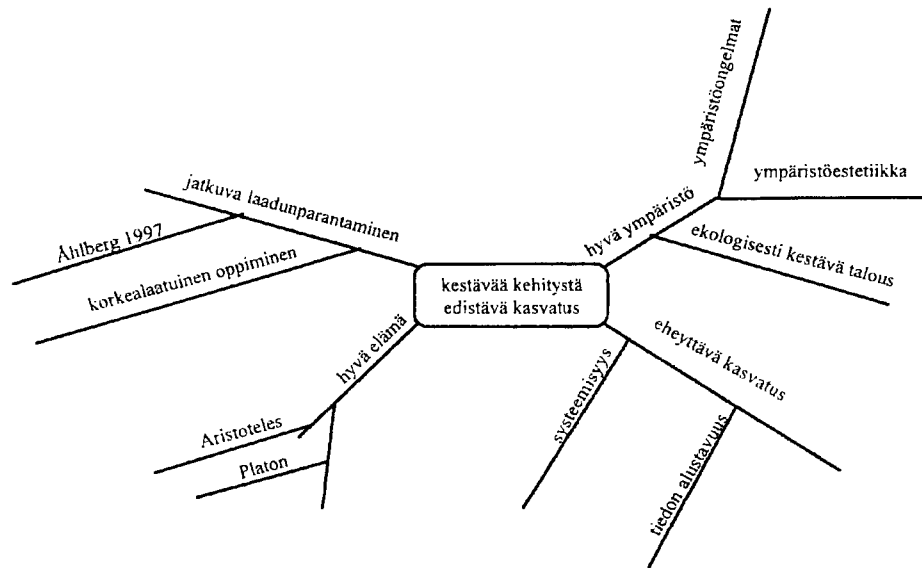 ympäristöongelmat
ympäristöestetiikka
hyvä ympäristö
ekologisesti kestävä talous
jatkuva laadunparantaminen
Åhlberg 1997
korkealaatuinen oppiminen
kestävää kehitystä
edistävä kasvatus
hyvä elämä
Aristoteles
Platon
eheyttävä kasvatus
systeemisyys
tiedon alustavuus